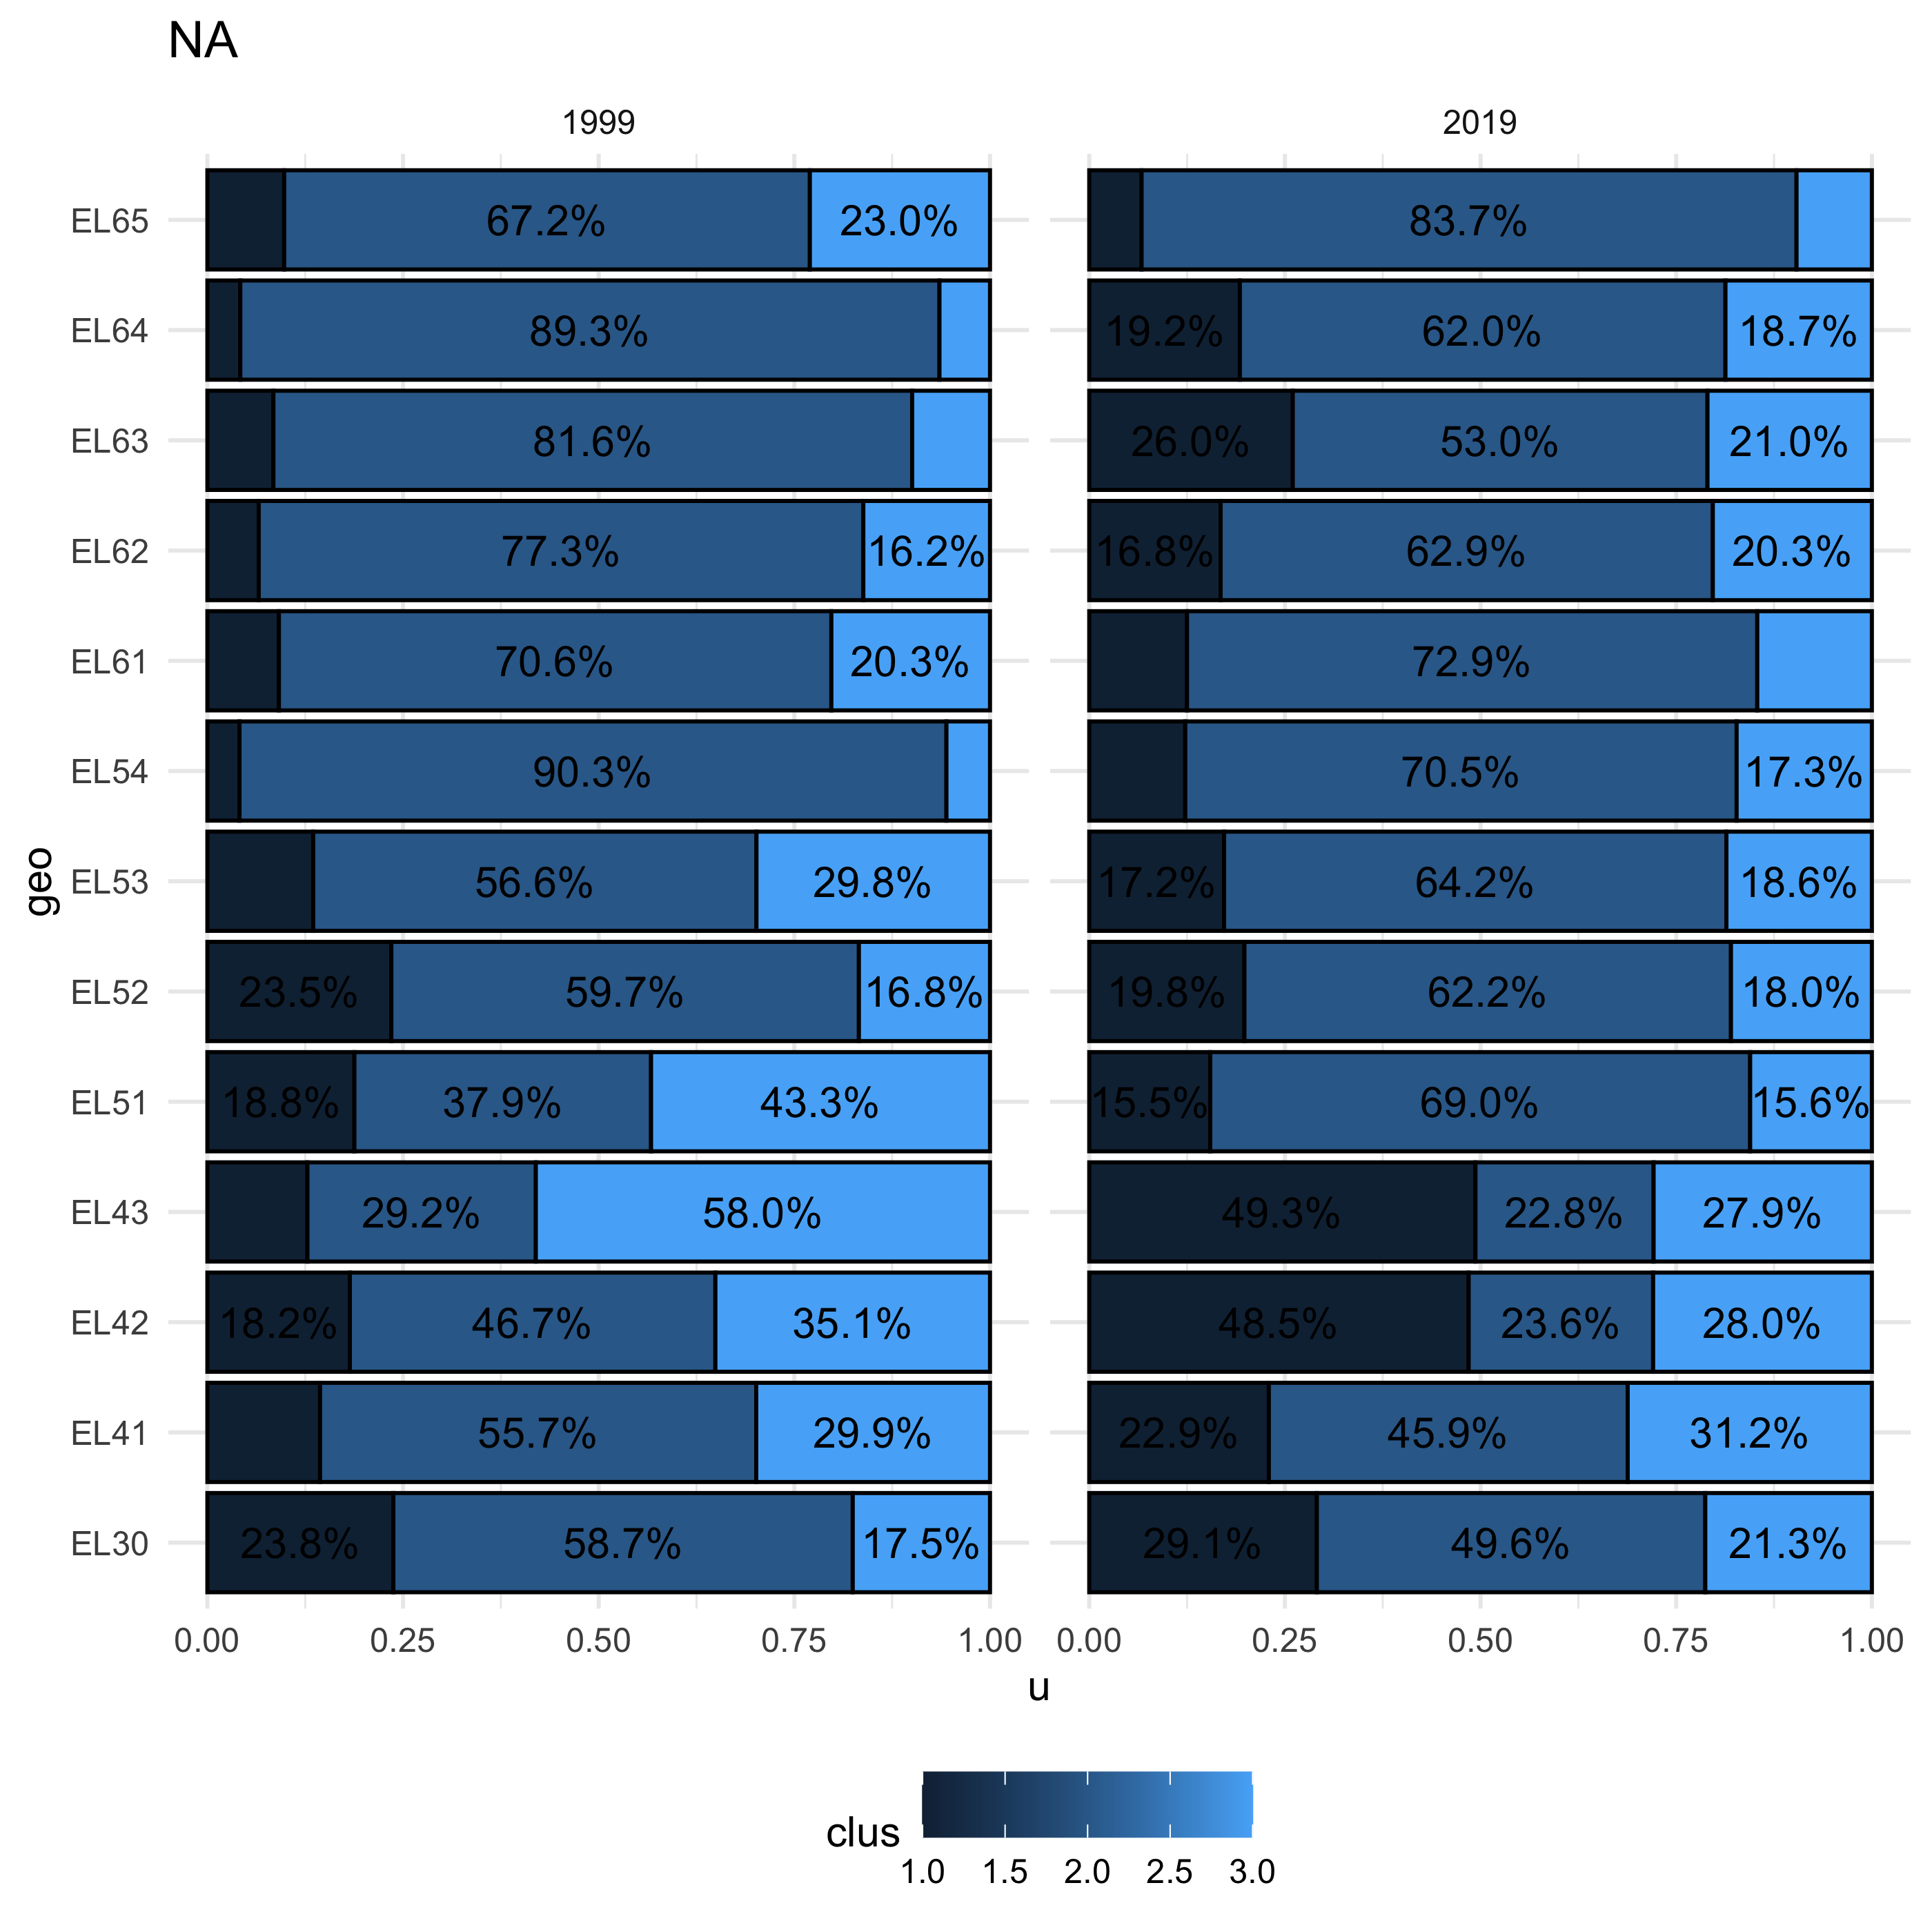 NA
1999 2019
EL65 67.2% 23.0% 83.7%
EL64 89.3% 19.2% 62.0% 18.7%
EL63 81.6% 26.0% 53.0% 21.0%
EL62 77.3% 16.2% 16.8% 62.9% 20.3%
EL61 70.6% 20.3% 72.9%
EL54 90.3% 70.5% 17.3%
EL53 56.6% 29.8% 17.2% 64.2% 18.6%
EL52 23.5% 59.7% 16.8% 19.8% 62.2% 18.0%
EL51 18.8% 37.9% 43.3% 15.5% 69.0% 15.6%
EL43 29.2% 58.0% 49.3% 22.8% 27.9%
EL42 18.2% 46.7% 35.1% 48.5% 23.6% 28.0%
EL41 55.7% 29.9% 22.9% 45.9% 31.2%
EL30 23.8% 58.7% 17.5% 29.1% 49.6% 21.3%
geo
0.00 0.25 0.50 0.75 1.00 0.00 0.25 0.50 0.75 1.00
u
clus
1.0 1.5 2.0 2.5 3.0